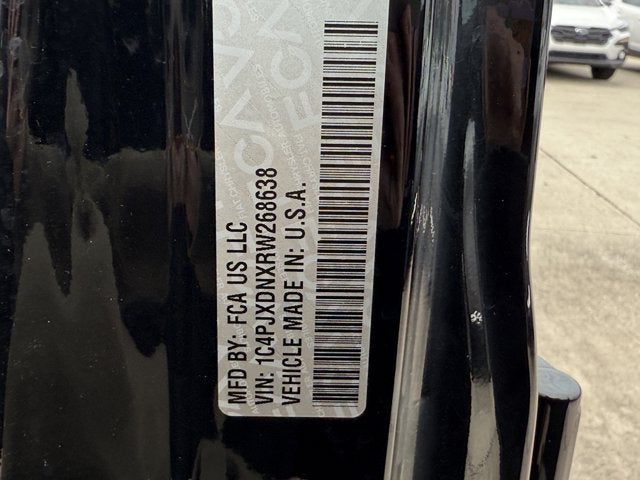 MFD BY: FCA US LLC
VIN: 1C4PJXDNXRW268638
VEHICLE MADE IN: U.S.A.